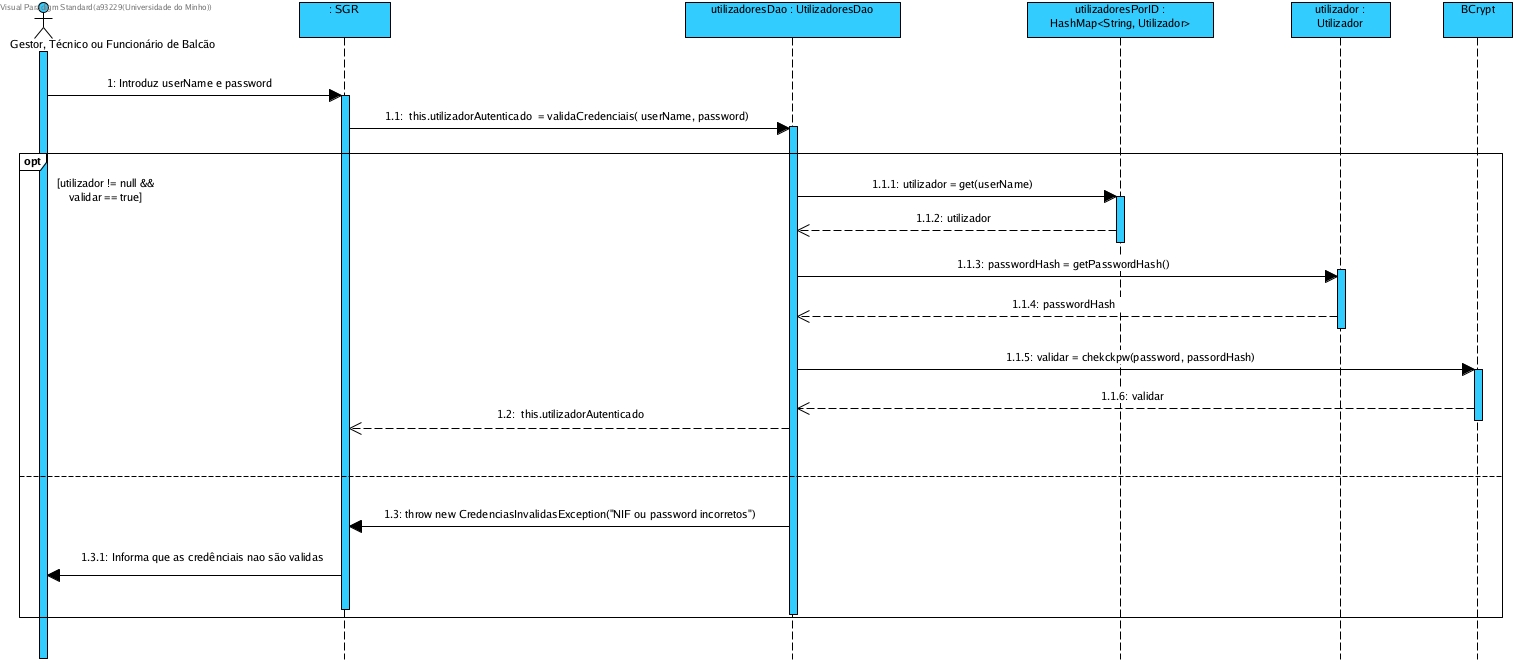 Visual Paradigm Standard(a93229(Universidade do Minho))
: SGR
utilizadoresDao : UtilizadoresDao
utilizadoresPorID :
HashMap<String, Utilizador>
utilizador :
Utilizador
BCrypt
Gestor, Técnico ou Funcionário de Balcão
1: Introduz userName e password
1.1: this.utilizadorAutenticado = validaCredenciais( userName, password)
opt
[utilizador != null &&
validar == true]
1.1.1: utilizador = get(userName)
1.1.2: utilizador
1.1.3: passwordHash = getPasswordHash()
1.1.4: passwordHash
1.1.5: validar = chekckpw(password, passordHash)
1.1.6: validar
1.2: this.utilizadorAutenticado
1.3: throw new CredenciasInvalidasException("NIF ou password incorretos")
1.3.1: Informa que as credênciais nao são validas